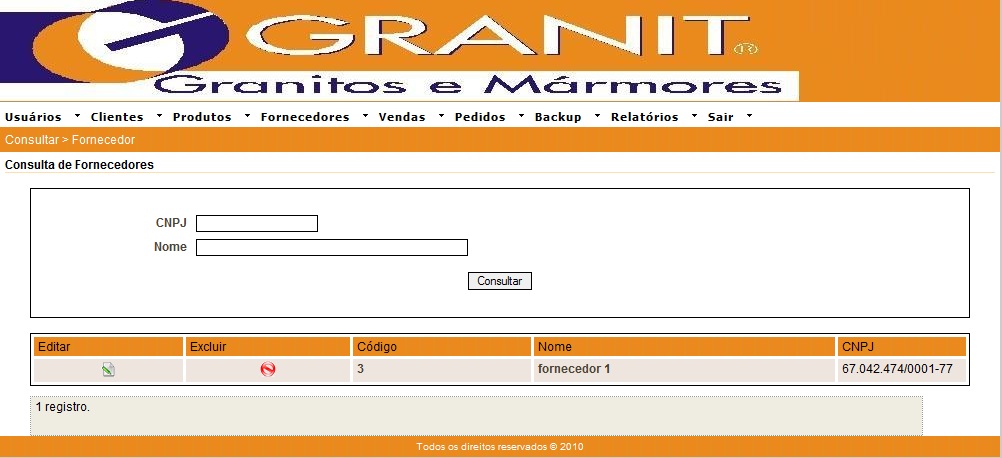 GRANIT®
Granitos e Mármores
Usuários Clientes Produtos Fornecedores Vendas Pedidos Backup Relatórios Sair
Consultar > Fornecedor
Consulta de Fornecedores
CNPJ
Nome
Consultar
Editar Excluir Código Nome CNPJ
3 fornecedor 1 67.042.474/0001-77
1 registro.
Todos os direitos reservados © 2010